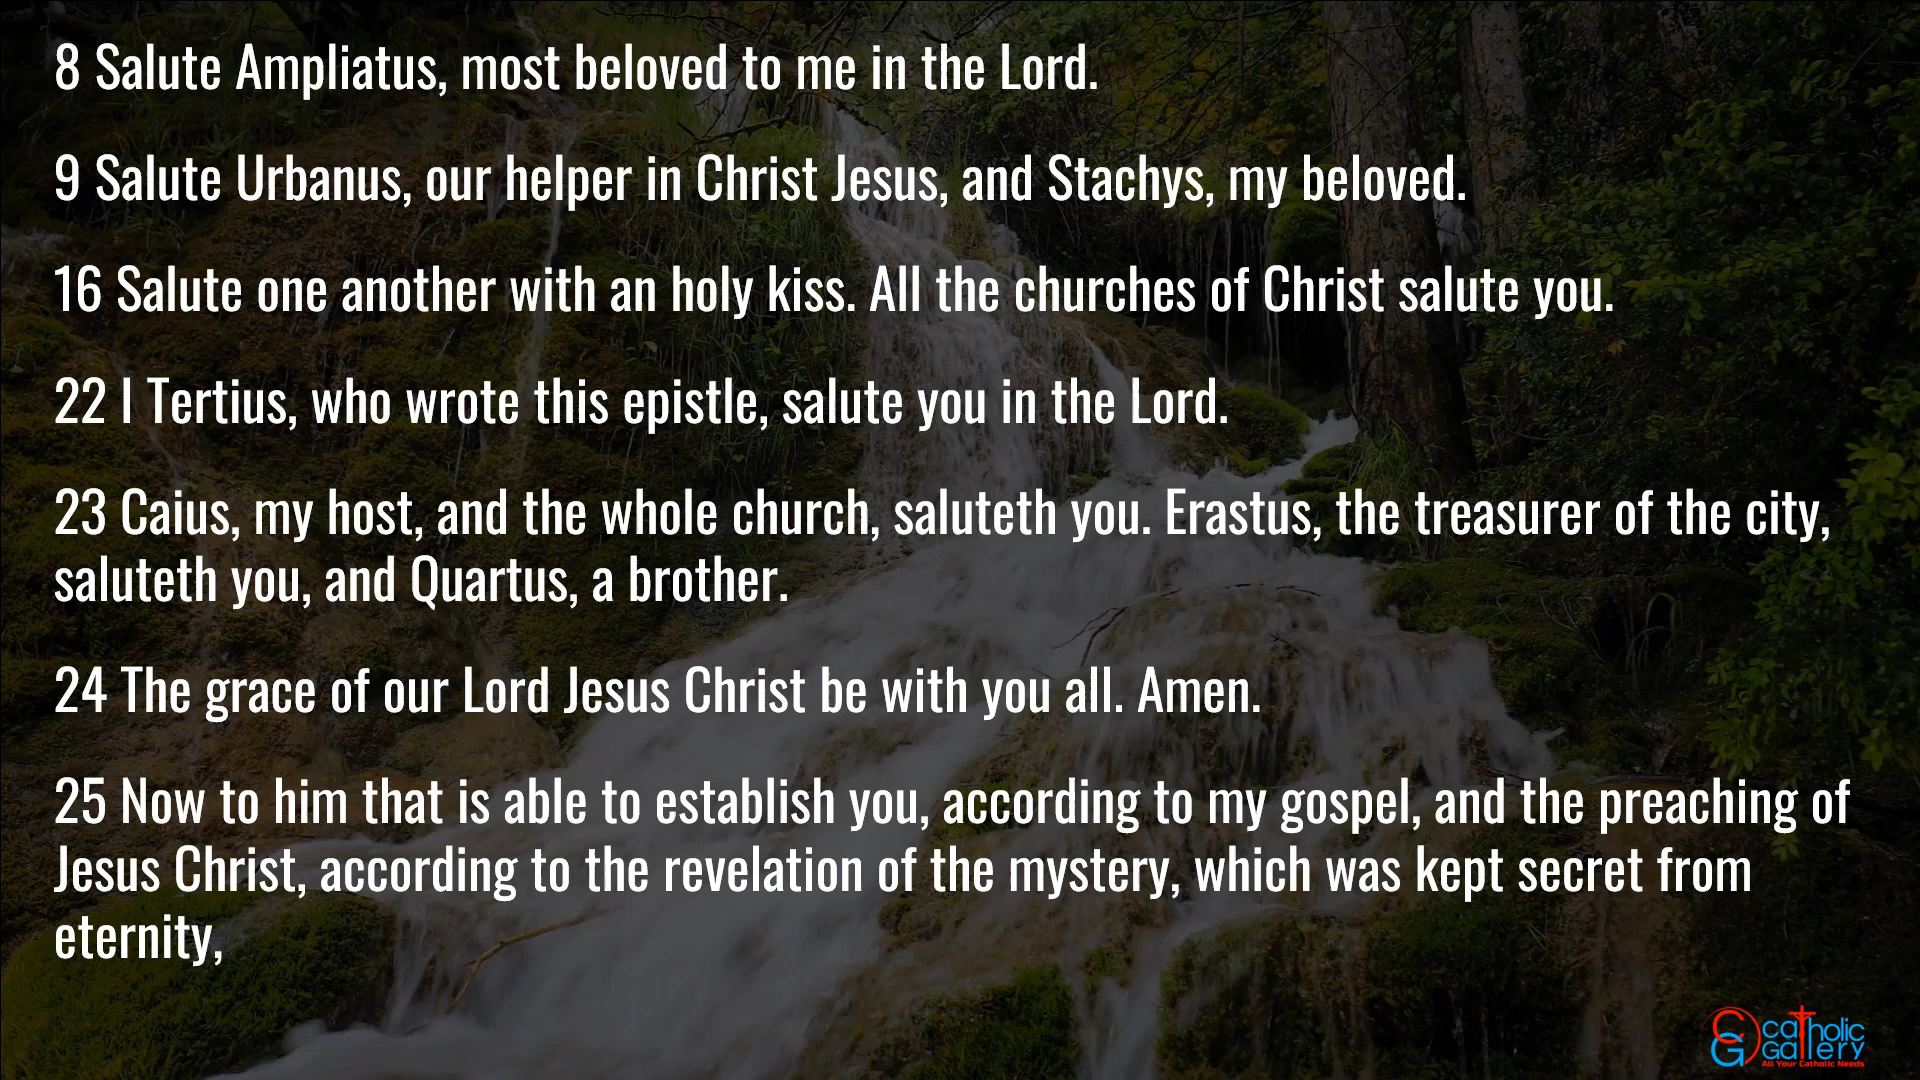 8 Salute Ampliatus, most beloved to me in the Lord.
9 Salute Urbanus, our helper in Christ Jesus, and Stachys, my beloved.
16 Salute one another with an holy kiss. All the churches of Christ salute you.
22 I Tertius, who wrote this epistle, salute you in the Lord.
23 Caius, my host, and the whole church, saluteth you. Erastus, the treasurer of the city,
saluteth you, and Quartus, a brother.
24 The grace of our Lord Jesus Christ be with you all. Amen.
25 Now to him that is able to establish you, according to my gospel, and the preaching of
Jesus Christ, according to the revelation of the mystery, which was kept secret from
eternity,
CG catholic
gallery
All Your Catholic Needs